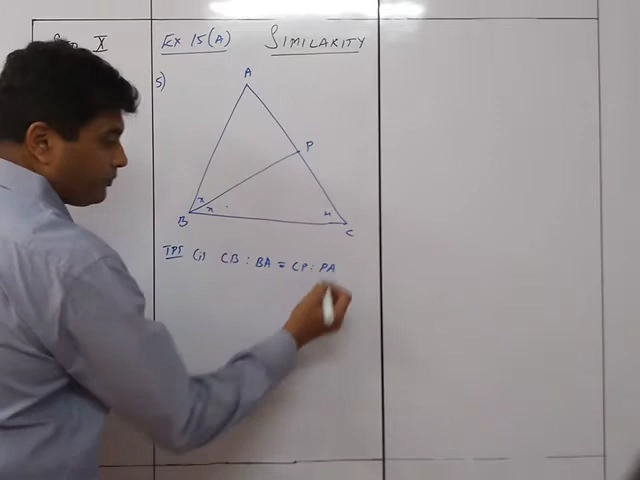 X Ex 15(A) SIMILARITY
5)
A
P
x
x x
B
C
TPT (i) CB : BA = CP : PA